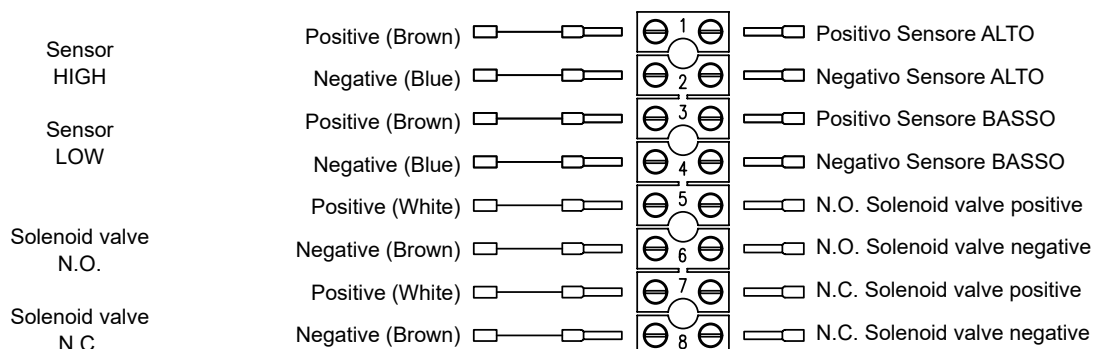 Sensor
HIGH
Sensor
LOW
Solenoid valve
N.O.
Solenoid valve
N.C.
Positive (Brown) 1 Positivo Sensore ALTO
Negative (Blue) 2 Negativo Sensore ALTO
Positive (Brown) 3 Positivo Sensore BASSO
Negative (Blue) 4 Negativo Sensore BASSO
Positive (White) 5 N.O. Solenoid valve positive
Negative (Brown) 6 N.O. Solenoid valve negative
Positive (White) 7 N.C. Solenoid valve positive
Negative (Brown) 8 N.C. Solenoid valve negative